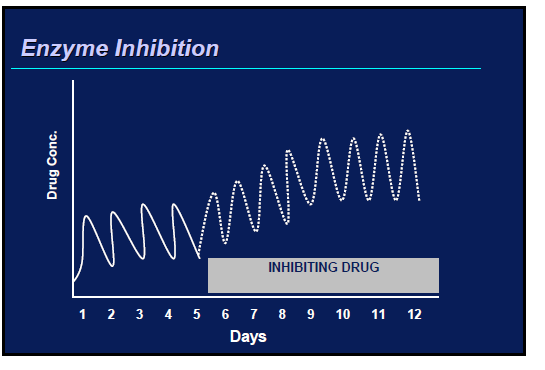 Enzyme Inhibition
Drug Conc.
INHIBITING DRUG
1 2 3 4 5 6 7 8 9 10 11 12
Days